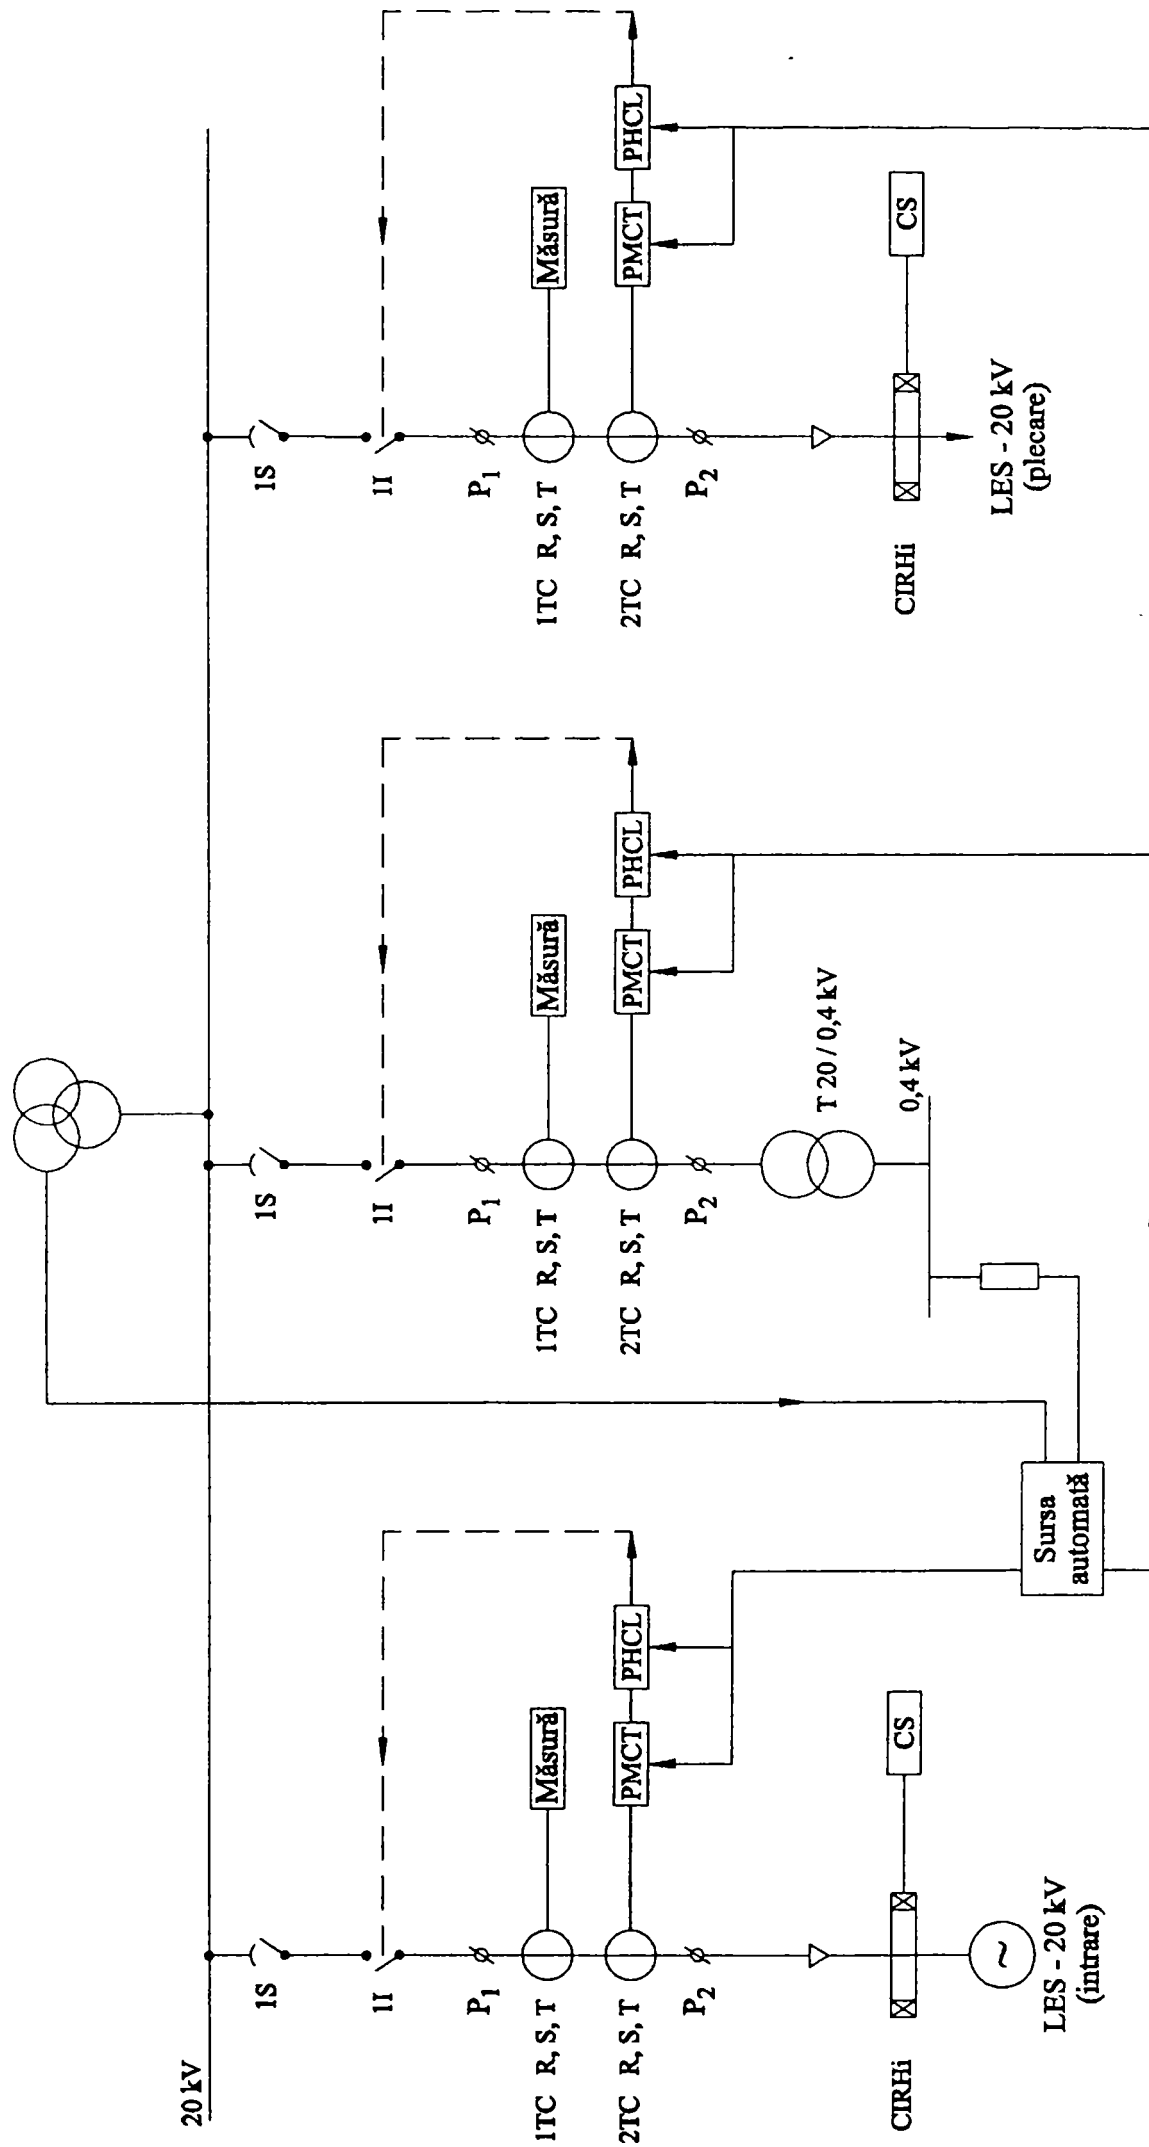 20 kV
1S
1I
P1
1TC R, S, T
Măsură
2TC R, S, T
PMCT
PHCL
P2
CIRHi
CS
LES - 20 kV
(intrare)
Sursa
automată
1S
1I
P1
1TC R, S, T
Măsură
2TC R, S, T
PMCT
PHCL
P2
T 20 / 0,4 kV
0,4 kV
1S
1I
P1
1TC R, S, T
Măsură
2TC R, S, T
PMCT
PHCL
P2
CIRHi
CS
LES - 20 kV
(plecare)